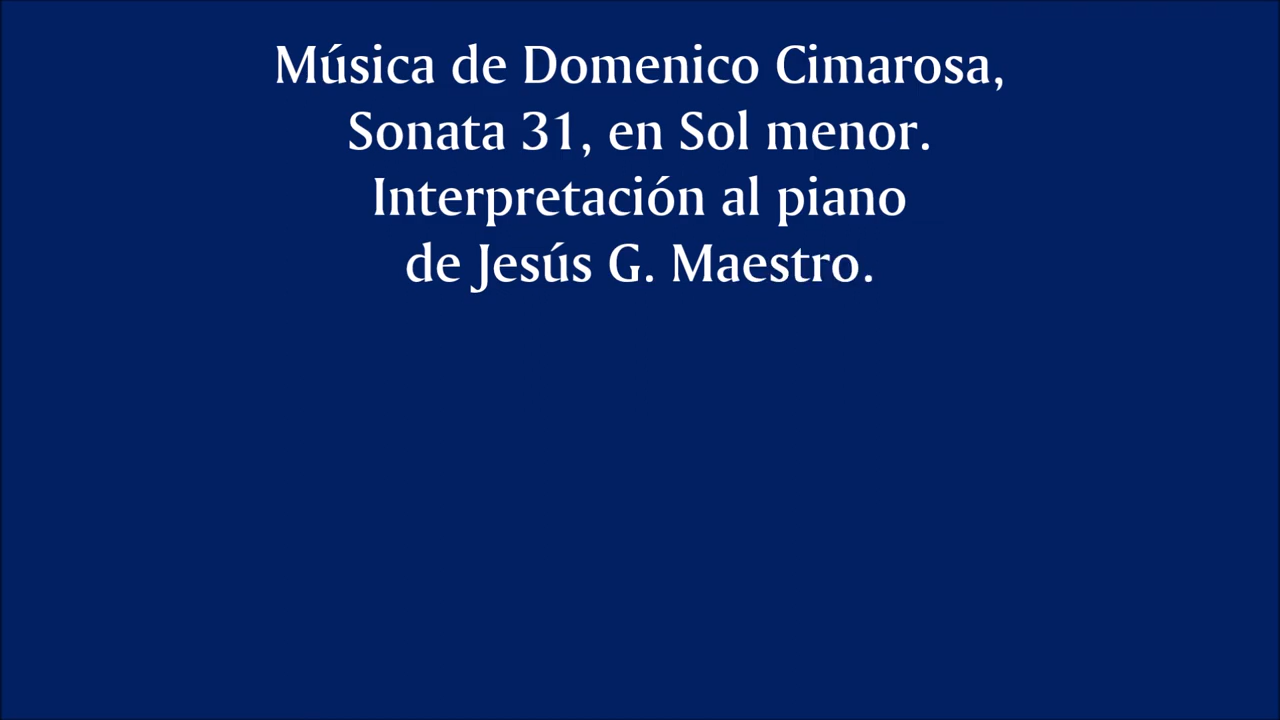 Música de Domenico Cimarosa,
Sonata 31, en Sol menor.
Interpretación al piano
de Jesús G. Maestro.